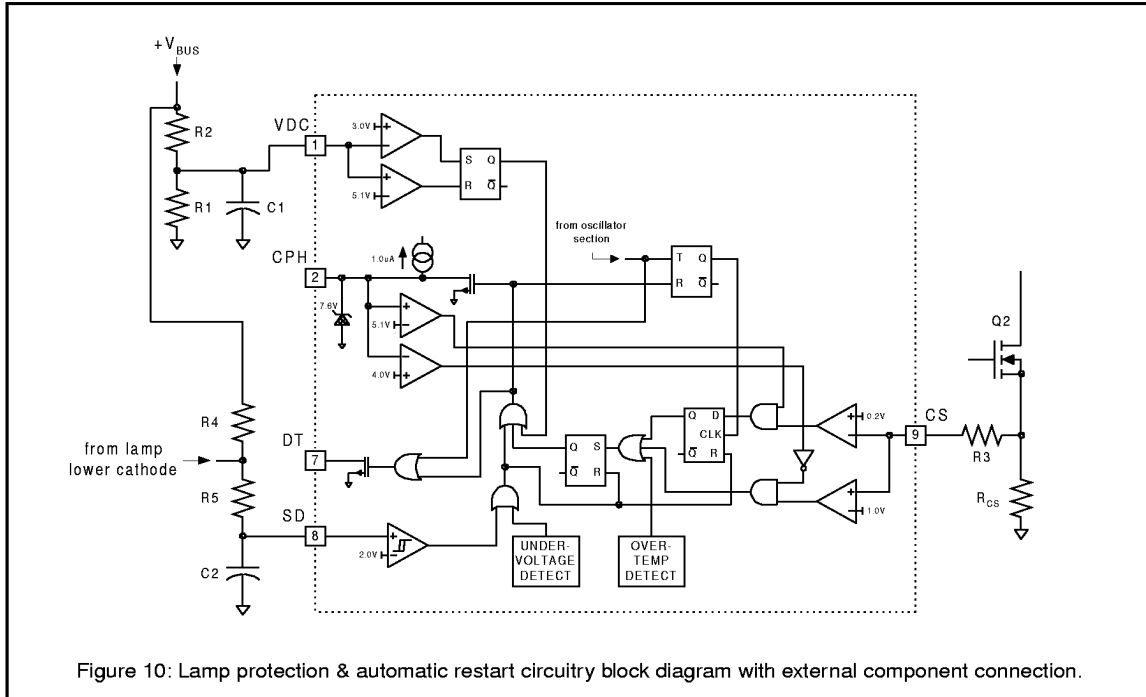 +VBUS
R2
VDC
1
3.0V
5.1V
S Q
R Q̅
R1
C1
from oscillator
section
CPH
2
1.0uA
7.6V
5.1V
4.0V
T Q
R Q̅
Q2
R4
from lamp
lower cathode
R5
DT
7
Q S
Q̅ R
Q D
CLK
Q̅ R
0.2V
1.0V
CS
9
R3
RCS
SD
8
2.0V
C2
UNDER-
VOLTAGE
DETECT
OVER-
TEMP
DETECT
Figure 10: Lamp protection & automatic restart circuitry block diagram with external component connection.